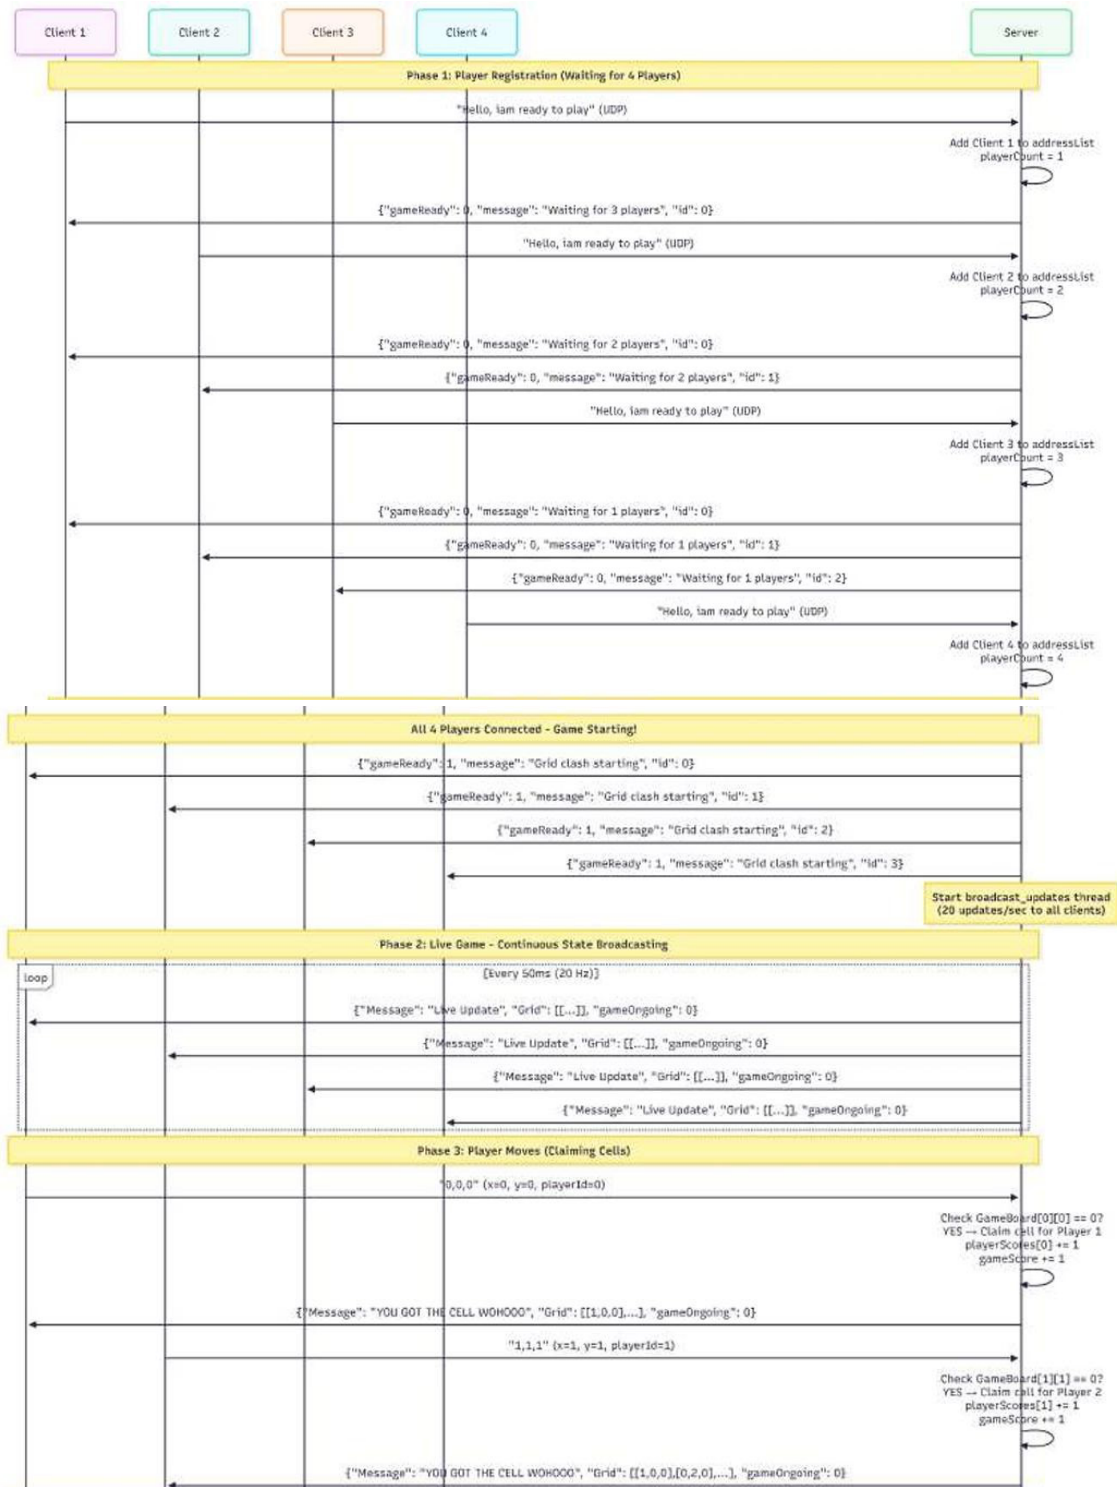 Client 1
Client 2
Client 3
Client 4
Server
Phase 1: Player Registration (Waiting for 4 Players)
"Hello, iam ready to play" (UDP)
Add Client 1 to addressList
playerCount = 1
{"gameReady": 0, "message": "Waiting for 3 players", "id": 0}
"Hello, iam ready to play" (UDP)
Add Client 2 to addressList
playerCount = 2
{"gameReady": 0, "message": "Waiting for 2 players", "id": 0}
{"gameReady": 0, "message": "Waiting for 2 players", "id": 1}
"Hello, iam ready to play" (UDP)
Add Client 3 to addressList
playerCount = 3
{"gameReady": 0, "message": "Waiting for 1 players", "id": 0}
{"gameReady": 0, "message": "Waiting for 1 players", "id": 1}
{"gameReady": 0, "message": "Waiting for 1 players", "id": 2}
"Hello, iam ready to play" (UDP)
Add Client 4 to addressList
playerCount = 4
All 4 Players Connected - Game Starting!
{"gameReady": 1, "message": "Grid clash starting", "id": 0}
{"gameReady": 1, "message": "Grid clash starting", "id": 1}
{"gameReady": 1, "message": "Grid clash starting", "id": 2}
{"gameReady": 1, "message": "Grid clash starting", "id": 3}
Start broadcast_updates thread
(20 updates/sec to all clients)
Phase 2: Live Game - Continuous State Broadcasting
loop
[Every 50ms (20 Hz)]
{"Message": "Live Update", "Grid": [[...]], "gameOngoing": 0}
{"Message": "Live Update", "Grid": [[...]], "gameOngoing": 0}
{"Message": "Live Update", "Grid": [[...]], "gameOngoing": 0}
{"Message": "Live Update", "Grid": [[...]], "gameOngoing": 0}
Phase 3: Player Moves (Claiming Cells)
"0,0,0" (x=0, y=0, playerId=0)
Check GameBoard[0][0] == 0?
YES → Claim cell for Player 1
playerScores[0] += 1
gameScore += 1
{"Message": "YOU GOT THE CELL WOHOOO", "Grid": [[1,0,0],...], "gameOngoing": 0}
"1,1,1" (x=1, y=1, playerId=1)
Check GameBoard[1][1] == 0?
YES → Claim cell for Player 2
playerScores[1] += 1
gameScore += 1
{"Message": "YOU GOT THE CELL WOHOOO", "Grid": [[1,0,0],[0,2,0],...], "gameOngoing": 0}